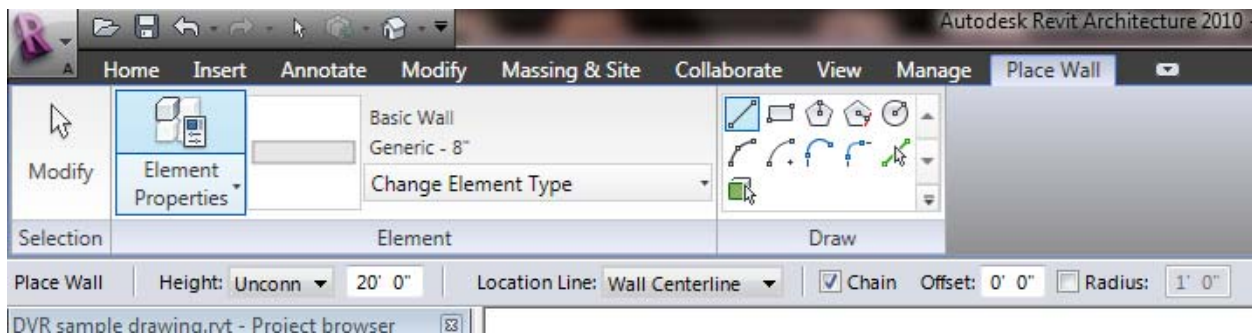 Autodesk Revit Architecture 2010
A
Home Insert Annotate Modify Massing & Site Collaborate View Manage Place Wall
Modify
Element Properties
Basic Wall
Generic - 8"
Change Element Type
Selection Element Draw
Place Wall Height: Unconn 20' 0" Location Line: Wall Centerline Chain Offset: 0' 0" Radius: 1' 0"
DVR sample drawing.rvt - Project browser